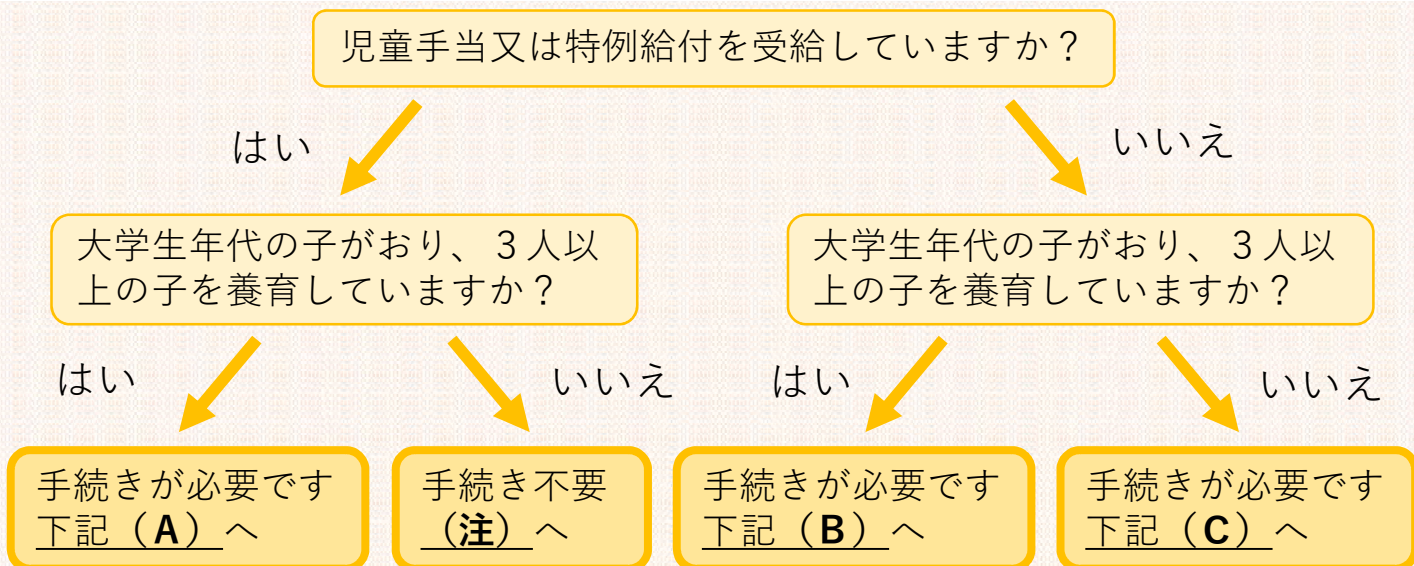 児童手当又は特例給付を受給していますか？
はい
いいえ
大学生年代の子がおり、３人以
上の子を養育していますか？
大学生年代の子がおり、３人以
上の子を養育していますか？
はい
いいえ
はい
いいえ
手続きが必要です
下記（A）へ
手続き不要
（注）へ
手続きが必要です
下記（B）へ
手続きが必要です
下記（C）へ